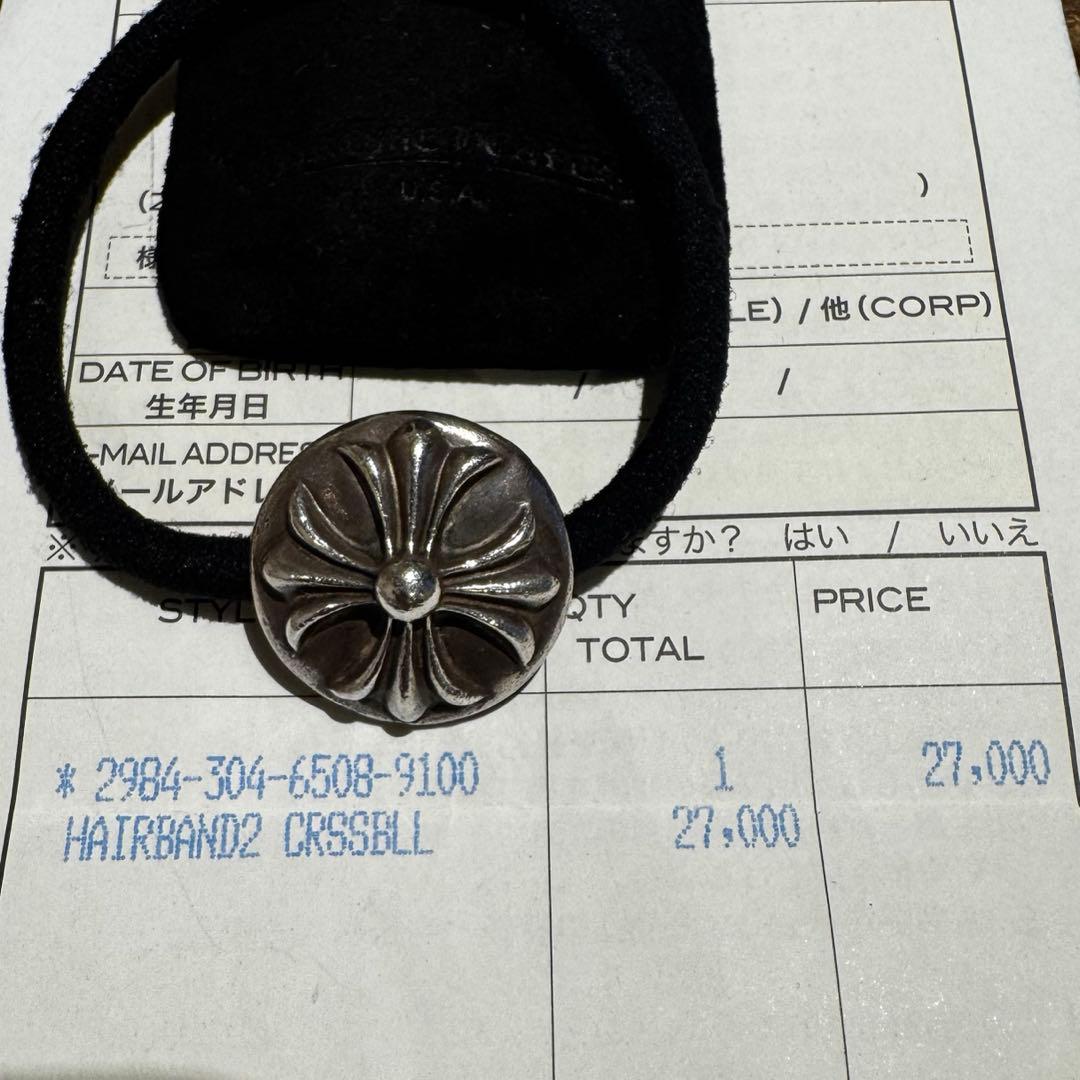 U.S.A.
)
様
LE) / 他 (CORP)
DATE OF BIRTH / /
生年月日
-MAIL ADDRES
メールアドレ
※ ますか? はい / いいえ
STYL QTY PRICE
TOTAL
* 2984-304-6508-9100 1 27,000
HAIRBAND2 CRSSBLL 27,000